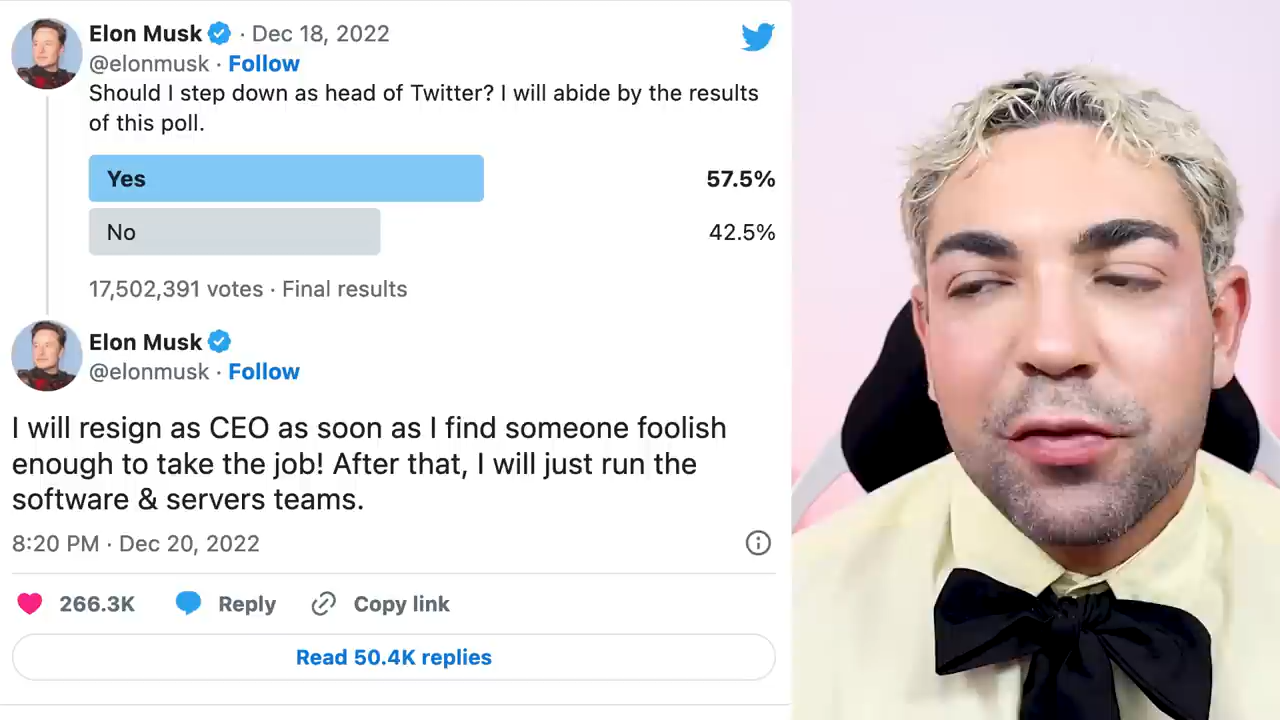 Elon Musk · Dec 18, 2022
@elonmusk · Follow
Should I step down as head of Twitter? I will abide by the results
of this poll.
Yes 57.5%
No 42.5%
17,502,391 votes · Final results
Elon Musk
@elonmusk · Follow
I will resign as CEO as soon as I find someone foolish
enough to take the job! After that, I will just run the
software & servers teams.
8:20 PM · Dec 20, 2022
266.3K Reply Copy link
Read 50.4K replies